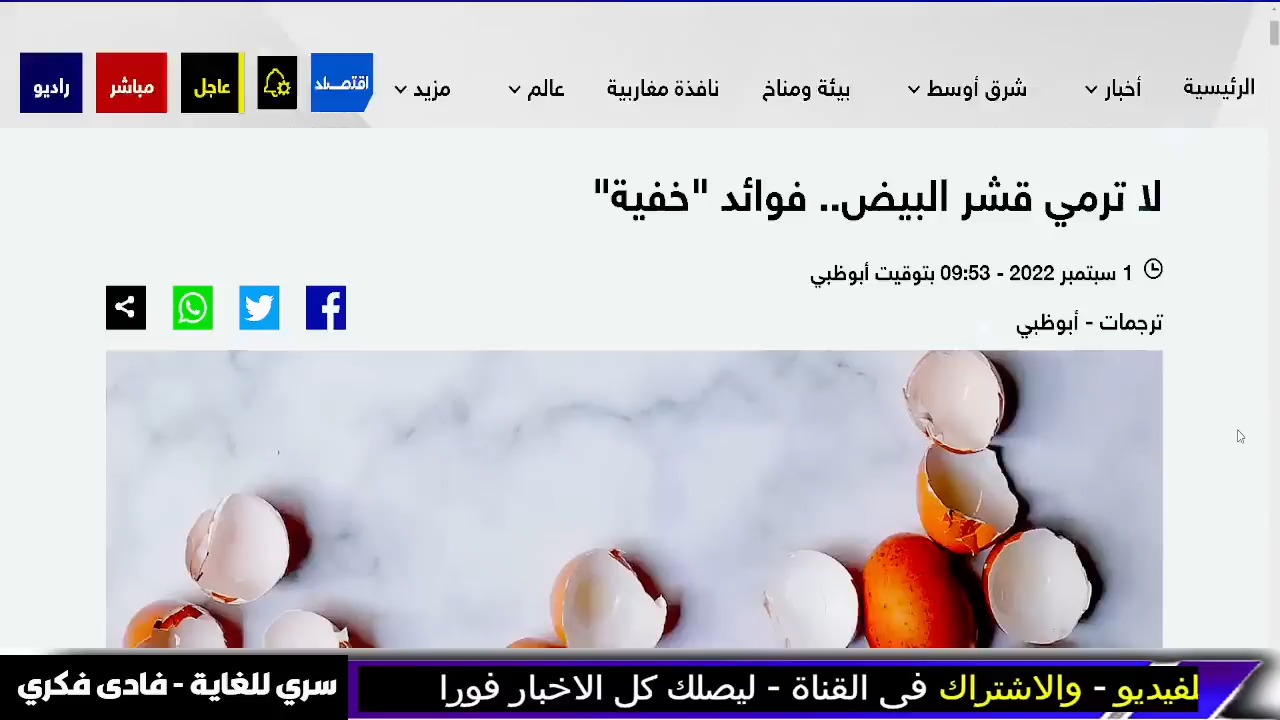 الرئيسية أخبار شرق أوسط بيئة ومناخ نافذة مغاربية عالم مزيد اقتصاد عاجل مباشر راديو
لا ترمي قشر البيض.. فوائد "خفية"
1 سبتمبر 2022 - 09:53 بتوقيت أبوظبي
ترجمات - أبوظبي
لفيديو - والاشتراك فى القناة - ليصلك كل الاخبار فورا
سري للغاية - فادى فكري